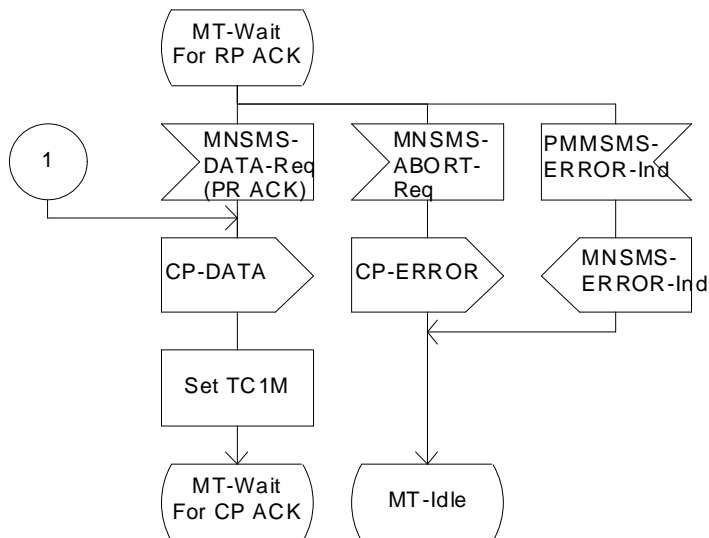 MT-Wait
For RP ACK
1
MNSMS-
DATA-Req
(PR ACK)
MNSMS-
ABORT-
Req
PMMSMS-
ERROR-Ind
CP-DATA
CP-ERROR
MNSMS-
ERROR-Ind
Set TC1M
MT-Wait
For CP ACK
MT-Idle